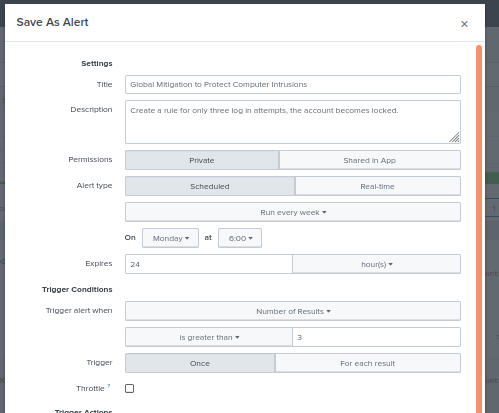 Save As Alert ×
Settings
Title Global Mitigation to Protect Computer Intrusions
Description Create a rule for only three log in attempts, the account becomes locked.
Permissions Private Shared in App
Alert type Scheduled Real-time
Run every week
On Monday at 6:00
Expires 24 hour(s)
Trigger Conditions
Trigger alert when Number of Results
is greater than 3
Trigger Once For each result
Throttle ?
Trigger Actions